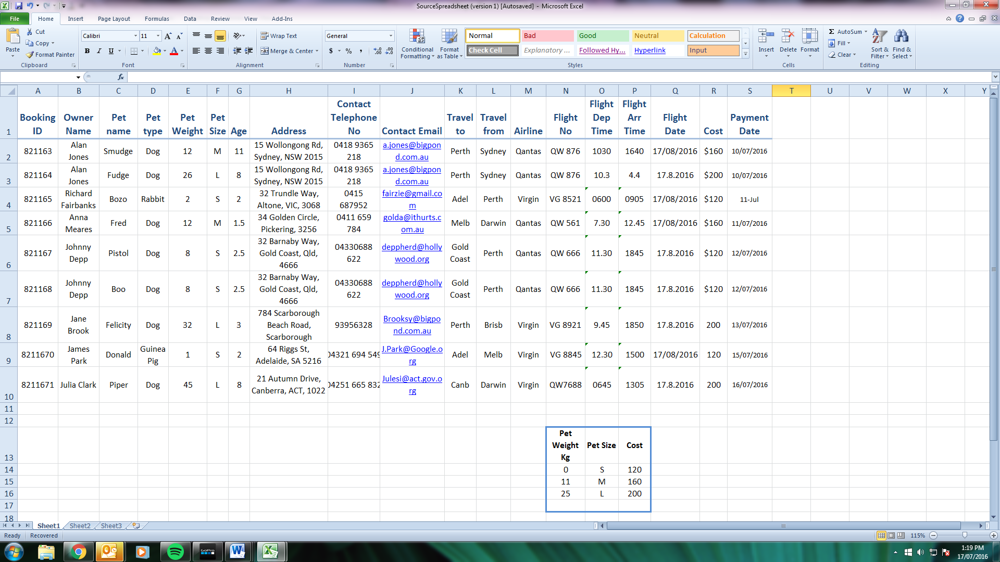 SourceSpreadsheet (version 1) [Autosaved] - Microsoft Excel
File Home Insert Page Layout Formulas Data Review View Add-Ins
Paste Cut Copy Format Painter Clipboard
Calibri 11 B I U Font
Wrap Text Merge & Center Alignment
General $ % , Number
Conditional Formatting Format as Table
Normal Bad Good Neutral Calculation
Check Cell Explanatory ... Followed Hy... Hyperlink Input
Styles
Insert Delete Format Cells
Σ AutoSum Fill Clear Sort & Filter Find & Select Editing
fx
A B C D E F G H I J K L M N O P Q R S T U V W X Y
1 Booking ID Owner Name Pet name Pet type Pet Weight Pet Size Age Address Contact Telephone No Contact Email Travel to Travel from Airline Flight No Flight Dep Time Flight Arr Time Flight Date Cost Payment Date
2 821163 Alan Jones Smudge Dog 12 M 11 15 Wollongong Rd, Sydney, NSW 2015 0418 9365 218 a.jones@bigpond.com.au Perth Sydney Qantas QW 876 1030 1640 17/08/2016 $160 10/07/2016
3 821164 Alan Jones Fudge Dog 26 L 8 15 Wollongong Rd, Sydney, NSW 2015 0418 9365 218 a.jones@bigpond.com.au Perth Sydney Qantas QW 876 10.3 4.4 17.8.2016 $200 10/07/2016
4 821165 Richard Fairbanks Bozo Rabbit 2 S 2 32 Trundle Way, Altone, VIC, 3068 0415 687952 fairzie@gmail.com Adel Perth Virgin VG 8521 0600 0905 17/08/2016 $120 11-Jul
5 821166 Anna Meares Fred Dog 12 M 1.5 34 Golden Circle, Pickering, 3256 0411 659 784 golda@ithurts.com.au Melb Darwin Qantas QW 561 7.30 12.45 17/08/2016 $160 11/07/2016
6 821167 Johnny Depp Pistol Dog 8 S 2.5 32 Barnaby Way, Gold Coast, Qld, 4666 04330688 622 deppherd@hollywood.org Gold Coast Perth Qantas QW 666 11.30 1845 17.8.2016 $120 12/07/2016
7 821168 Johnny Depp Boo Dog 8 S 2.5 32 Barnaby Way, Gold Coast, Qld, 4666 04330688 622 deppherd@hollywood.org Gold Coast Perth Qantas QW 666 11.30 1845 17.8.2016 $120 12/07/2016
8 821169 Jane Brook Felicity Dog 32 L 3 784 Scarborough Beach Road, Scarborough 93956328 Brooksy@bigpond.com.au Perth Brisb Virgin VG 8921 9.45 1850 17.8.2016 200 13/07/2016
9 8211670 James Park Donald Guinea Pig 1 S 2 64 Riggs St, Adelaide, SA 5216 04321 694 549 J.Park@Google.org Adel Melb Virgin VG 8845 12.30 1500 17/08/2016 120 15/07/2016
10 8211671 Julia Clark Piper Dog 45 L 8 21 Autumn Drive, Canberra, ACT, 1022 04251 665 832 Julesi@act.gov.org Canb Darwin Virgin QW7688 0645 1305 17.8.2016 200 16/07/2016
11
12
13 Pet Weight Kg Pet Size Cost
14 0 S 120
15 11 M 160
16 25 L 200
17
18
Sheet1 Sheet2 Sheet3
Ready Recovered 115%
GoPro
1:19 PM
17/07/2016